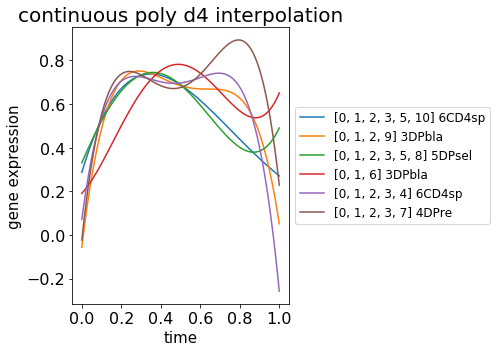 continuous poly d4 interpolation
gene expression
0.8
0.6
0.4
0.2
0.0
−0.2
0.0 0.2 0.4 0.6 0.8 1.0
time
[0, 1, 2, 3, 5, 10] 6CD4sp
[0, 1, 2, 9] 3DPbla
[0, 1, 2, 3, 5, 8] 5DPsel
[0, 1, 6] 3DPbla
[0, 1, 2, 3, 4] 6CD4sp
[0, 1, 2, 3, 7] 4DPre